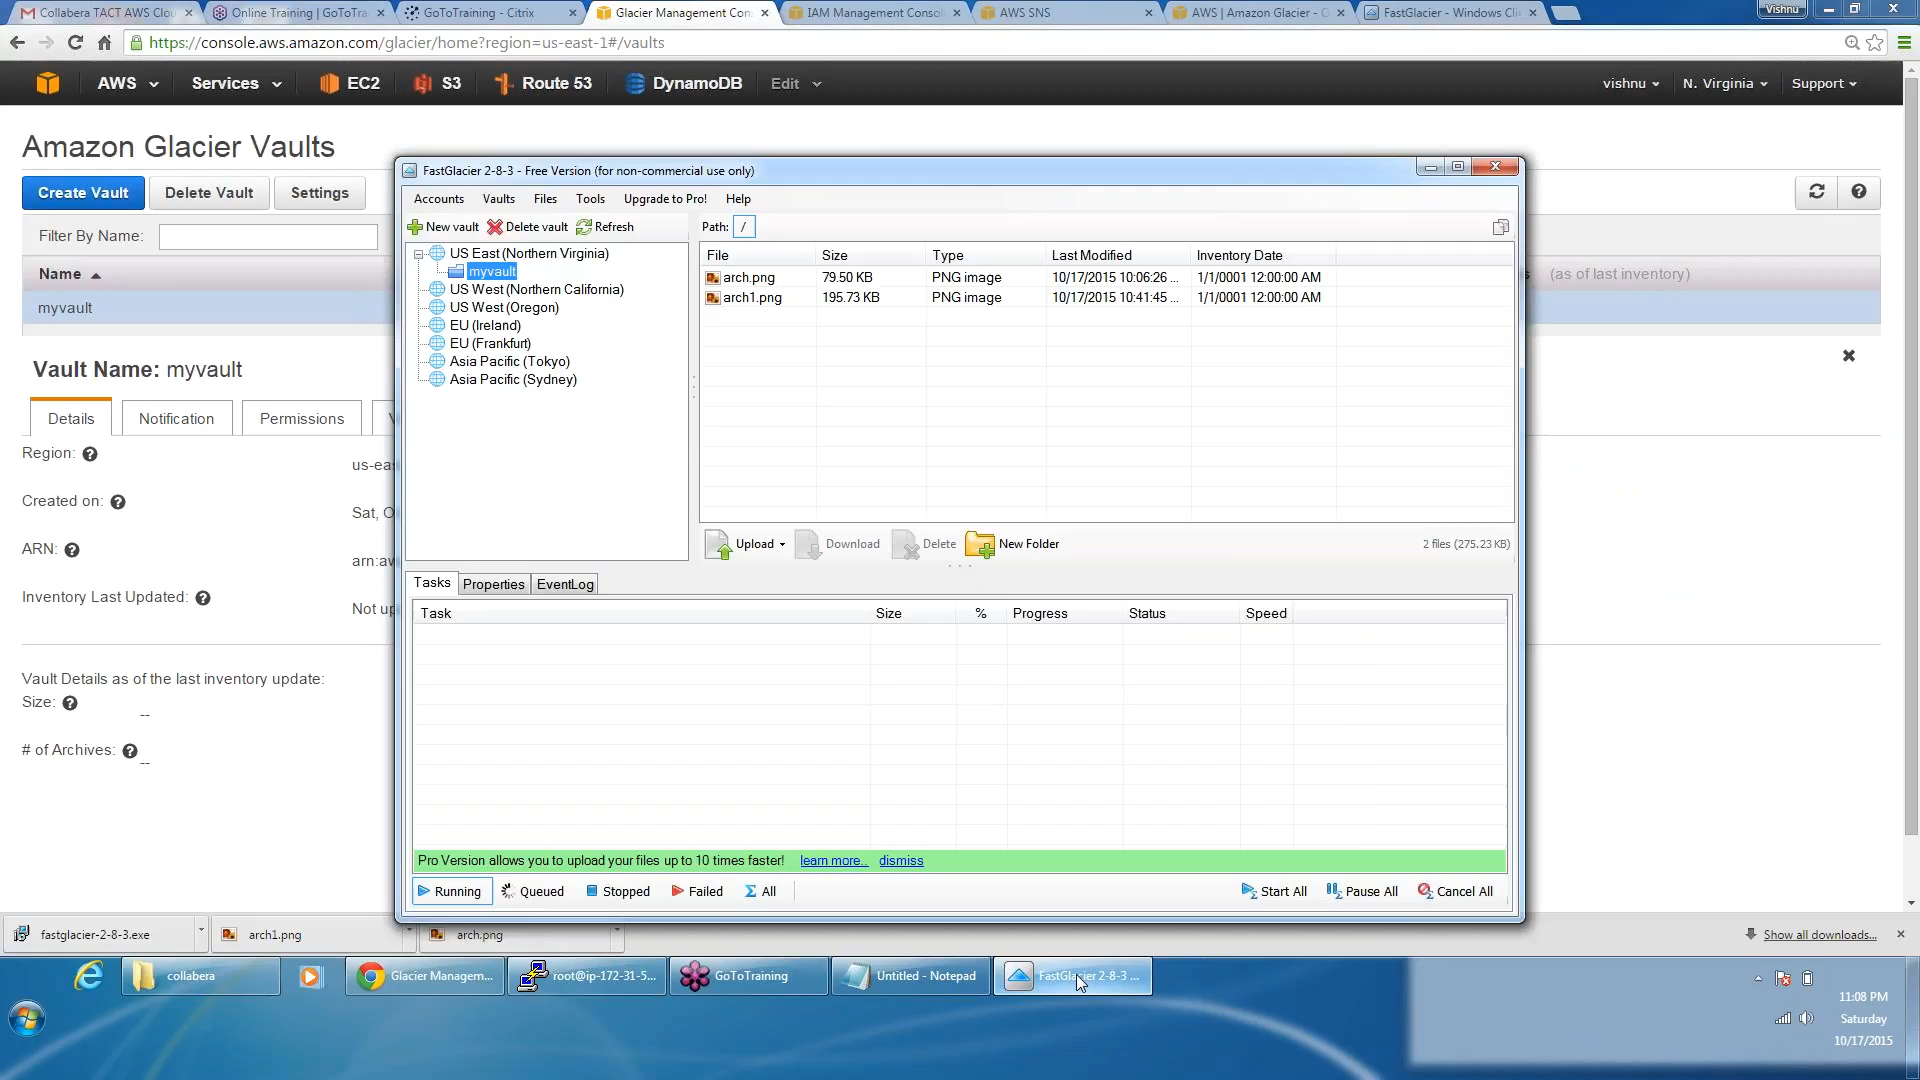 Collabera TACT AWS Clou
Online Training | GoToTra
GoToTraining - Citrix
Glacier Management Con
IAM Management Conso
AWS SNS
AWS | Amazon Glacier - O
FastGlacier - Windows Cli
Vishnu
https://console.aws.amazon.com/glacier/home?region=us-east-1#/vaults
AWS
Services
EC2
S3
Route 53
DynamoDB
Edit
vishnu
N. Virginia
Support
Amazon Glacier Vaults
Create Vault
Delete Vault
Settings
Filter By Name:
Name
(as of last inventory)
myvault
Vault Name: myvault
Details
Notification
Permissions
Region:
us-eas
Created on:
Sat, O
ARN:
arn:aw
Inventory Last Updated:
Not up
Vault Details as of the last inventory update:
Size:
--
# of Archives:
--
FastGlacier 2-8-3 - Free Version (for non-commercial use only)
Accounts
Vaults
Files
Tools
Upgrade to Pro!
Help
New vault
Delete vault
Refresh
Path:
/
US East (Northern Virginia)
myvault
US West (Northern California)
US West (Oregon)
EU (Ireland)
EU (Frankfurt)
Asia Pacific (Tokyo)
Asia Pacific (Sydney)
File Size Type Last Modified Inventory Date
arch.png 79.50 KB PNG image 10/17/2015 10:06:26 ... 1/1/0001 12:00:00 AM
arch1.png 195.73 KB PNG image 10/17/2015 10:41:45 ... 1/1/0001 12:00:00 AM
Upload
Download
Delete
New Folder
2 files (275.23 KB)
Tasks
Properties
EventLog
Task Size % Progress Status Speed
Pro Version allows you to upload your files up to 10 times faster! learn more.. dismiss
Running
Queued
Stopped
Failed
All
Start All
Pause All
Cancel All
fastglacier-2-8-3.exe
arch1.png
arch.png
Show all downloads...
collabera
Glacier Managem...
root@ip-172-31-5...
GoToTraining
Untitled - Notepad
FastGlacier 2-8-3 ...
11:08 PM
Saturday
10/17/2015